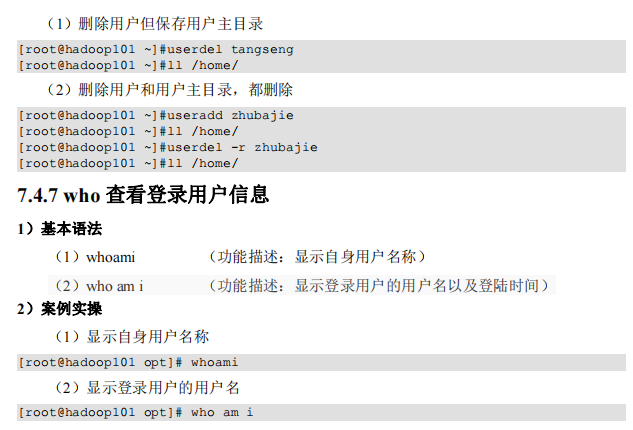 （1）删除用户但保存用户主目录
[root@hadoop101 ~]#userdel tangseng
[root@hadoop101 ~]#ll /home/
（2）删除用户和用户主目录，都删除
[root@hadoop101 ~]#useradd zhubajie
[root@hadoop101 ~]#ll /home/
[root@hadoop101 ~]#userdel -r zhubajie
[root@hadoop101 ~]#ll /home/
7.4.7 who 查看登录用户信息
1）基本语法
（1）whoami （功能描述：显示自身用户名称）
（2）who am i （功能描述：显示登录用户的用户名以及登陆时间）
2）案例实操
（1）显示自身用户名称
[root@hadoop101 opt]# whoami
（2）显示登录用户的用户名
[root@hadoop101 opt]# who am i